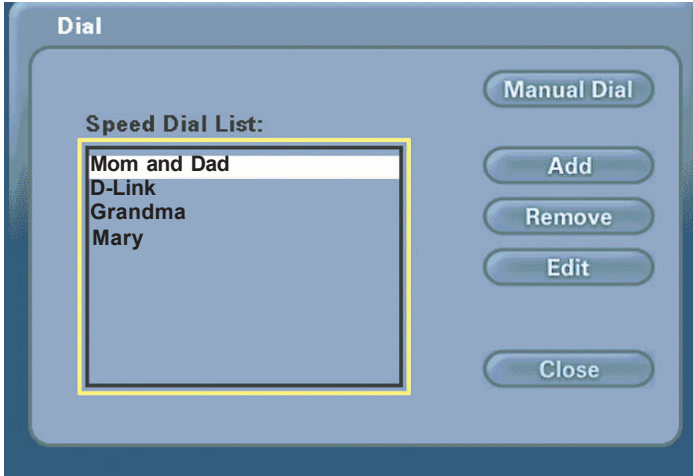 Dial
Manual Dial
Speed Dial List:
Mom and Dad
D-Link
Grandma
Mary
Add
Remove
Edit
Close